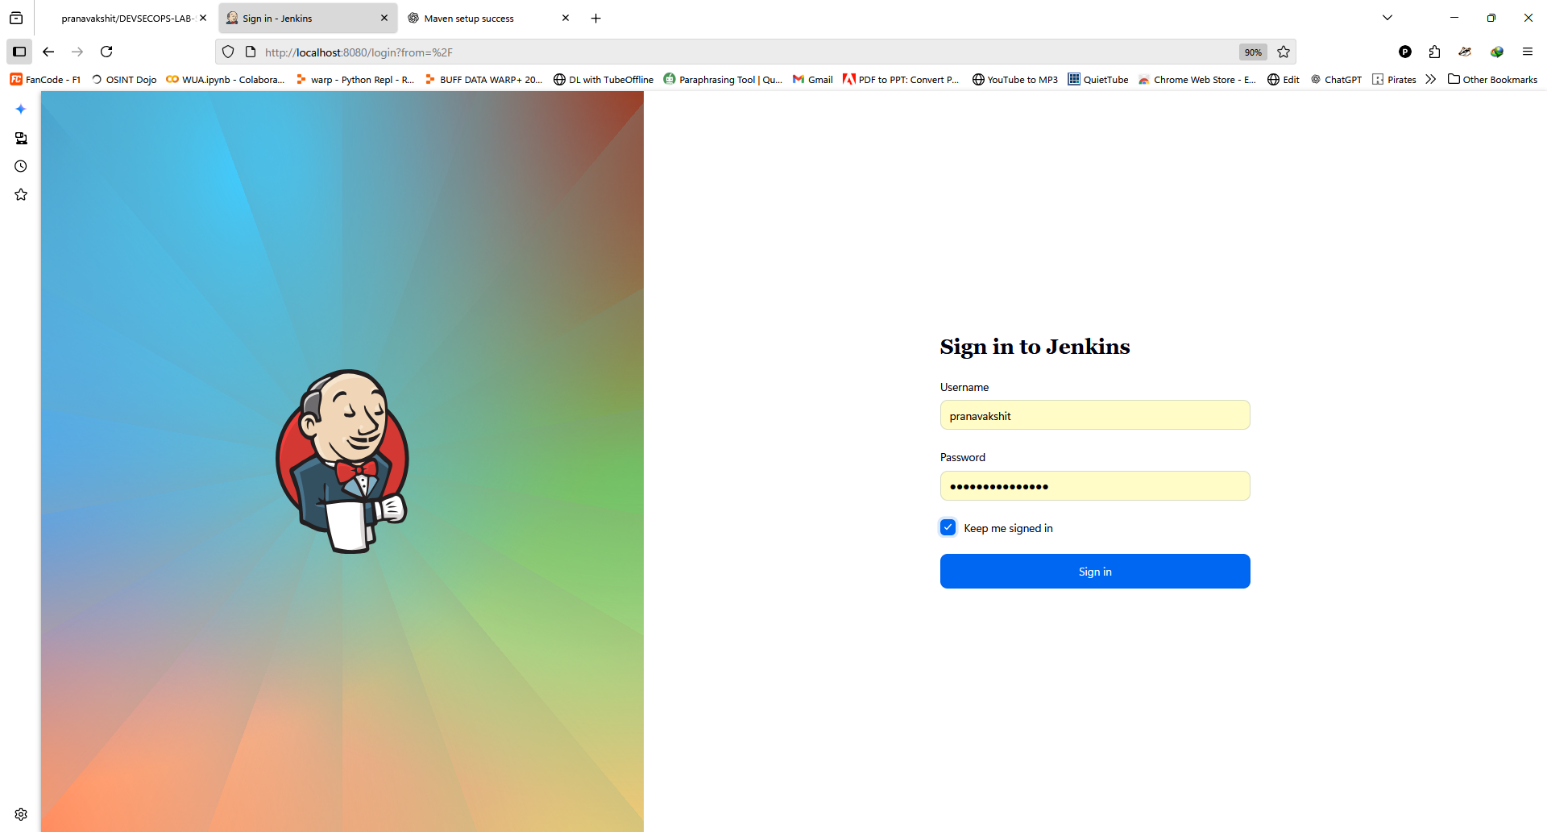 pranavakshit/DEVSECOPS-LAB-
Sign in - Jenkins
Maven setup success
http://localhost:8080/login?from=%2F
90%
P
FanCode - F1
OSINT Dojo
WUA.ipynb - Colabora...
warp - Python Repl - R...
BUFF DATA WARP+ 20...
DL with TubeOffline
Paraphrasing Tool | Qu...
Gmail
PDF to PPT: Convert P...
YouTube to MP3
QuietTube
Chrome Web Store - E...
Edit
ChatGPT
Pirates
Other Bookmarks
Sign in to Jenkins
Username
pranavakshit
Password
Keep me signed in
Sign in